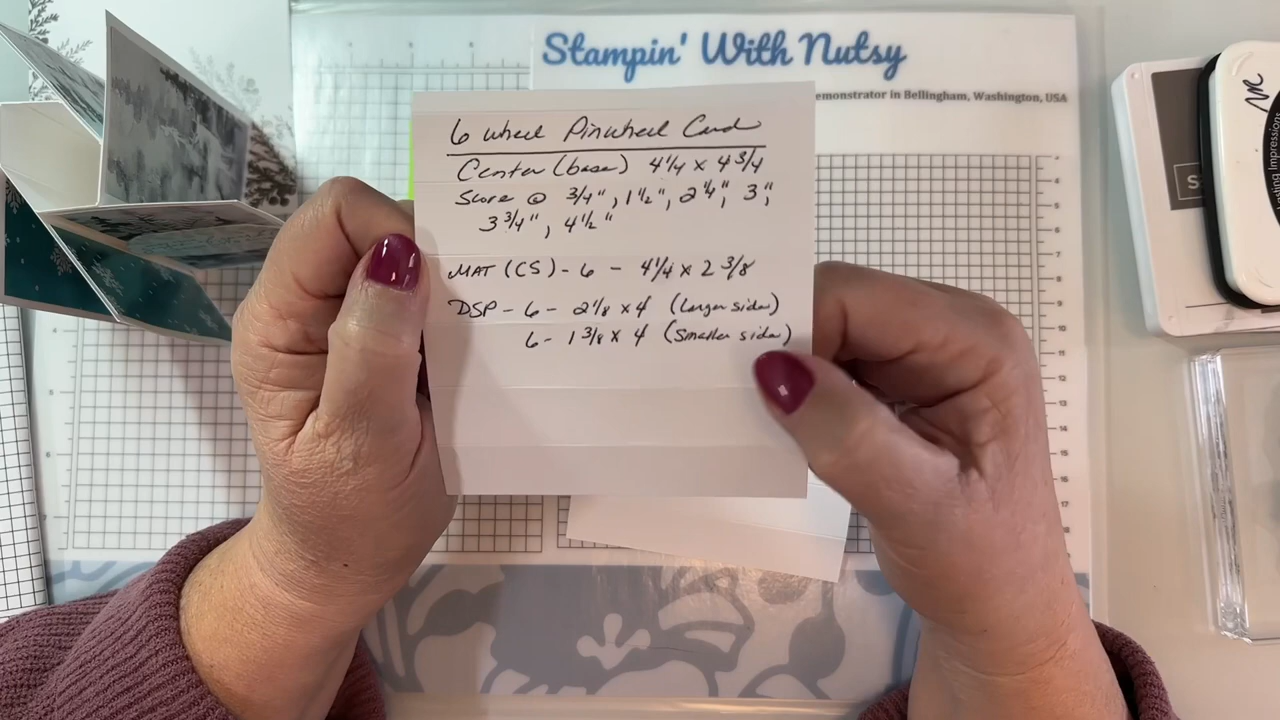 Stampin' With Nutsy
emonstrator in Bellingham, Washington, USA
6 wheel Pinwheel Card
Center (base) 4 1/4 x 4 3/4
Score @ 3/4", 1 1/2", 2 1/4", 3",
3 3/4", 4 1/2"
MAT (CS) - 6 - 4 1/4 x 2 3/8
DSP - 6 - 2 1/8 x 4 (Larger sides)
6 - 1 3/8 x 4 (Smaller sides)